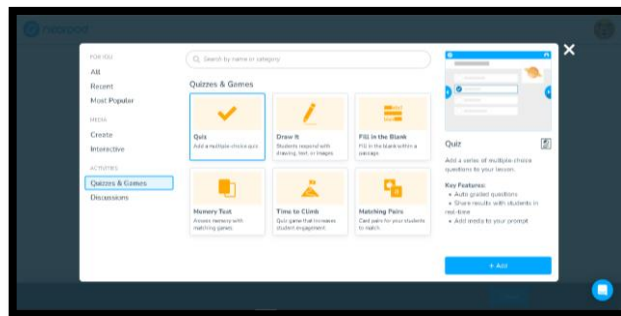 nearpod
FOR YOU
All
Recent
Most Popular
MEDIA
Create
Interactive
ACTIVITIES
Quizzes & Games
Discussions
Search by name or category
Quizzes & Games
Quiz
Add a multiple-choice quiz
Draw It
Students respond with
drawing, text, or images
Fill in the Blank
Fill in the blank within a
passage
Memory Test
Assess memory with
matching games
Time to Climb
Quiz game that increases
student engagement
Matching Pairs
Card pairs for your students
to match
Quiz
Add a series of multiple-choice
questions to your lesson.
Key Features:
• Auto graded questions
• Share results with students in
real-time
• Add media to your prompt
+ Add